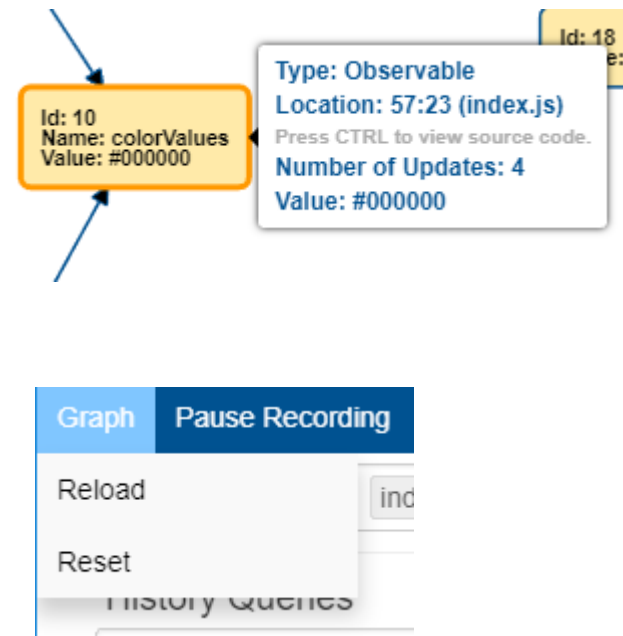 Id: 18
e:
Id: 10
Name: colorValues
Value: #000000
Type: Observable
Location: 57:23 (index.js)
Press CTRL to view source code.
Number of Updates: 4
Value: #000000
Graph Pause Recording
Reload
ind
Reset
History Queries